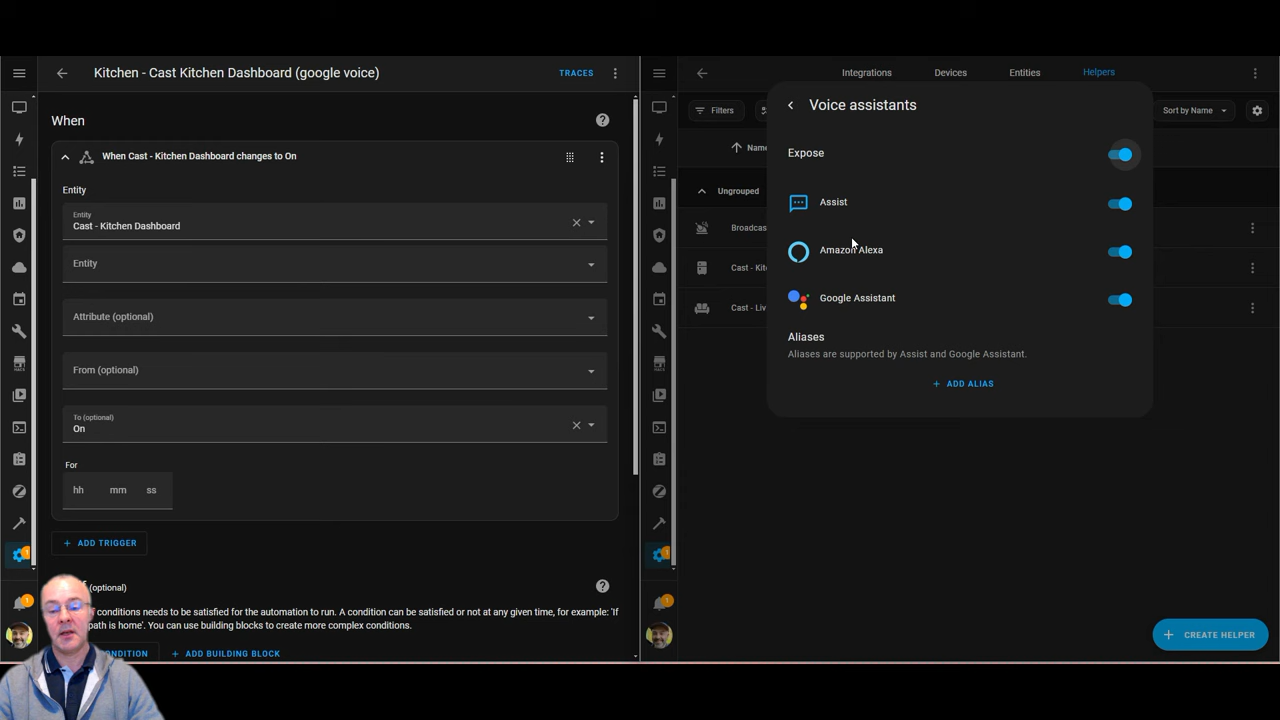 Kitchen - Cast Kitchen Dashboard (google voice)
TRACES
When
When Cast - Kitchen Dashboard changes to On
Entity
Entity
Cast - Kitchen Dashboard
Entity
Attribute (optional)
From (optional)
To (optional)
On
For
hh mm ss
+ ADD TRIGGER
(optional)
conditions needs to be satisfied for the automation to run. A condition can be satisfied or not at any given time, for example: 'If
path is home'. You can use building blocks to create more complex conditions.
+ ADD BUILDING BLOCK
1
1
Integrations Devices Entities Helpers
Filters
Sort by Name
Name
Ungrouped
Broadcas
Cast - Kit
Cast - Liv
Voice assistants
Expose
Assist
Amazon Alexa
Google Assistant
Aliases
Aliases are supported by Assist and Google Assistant.
+ ADD ALIAS
+ CREATE HELPER
1
1